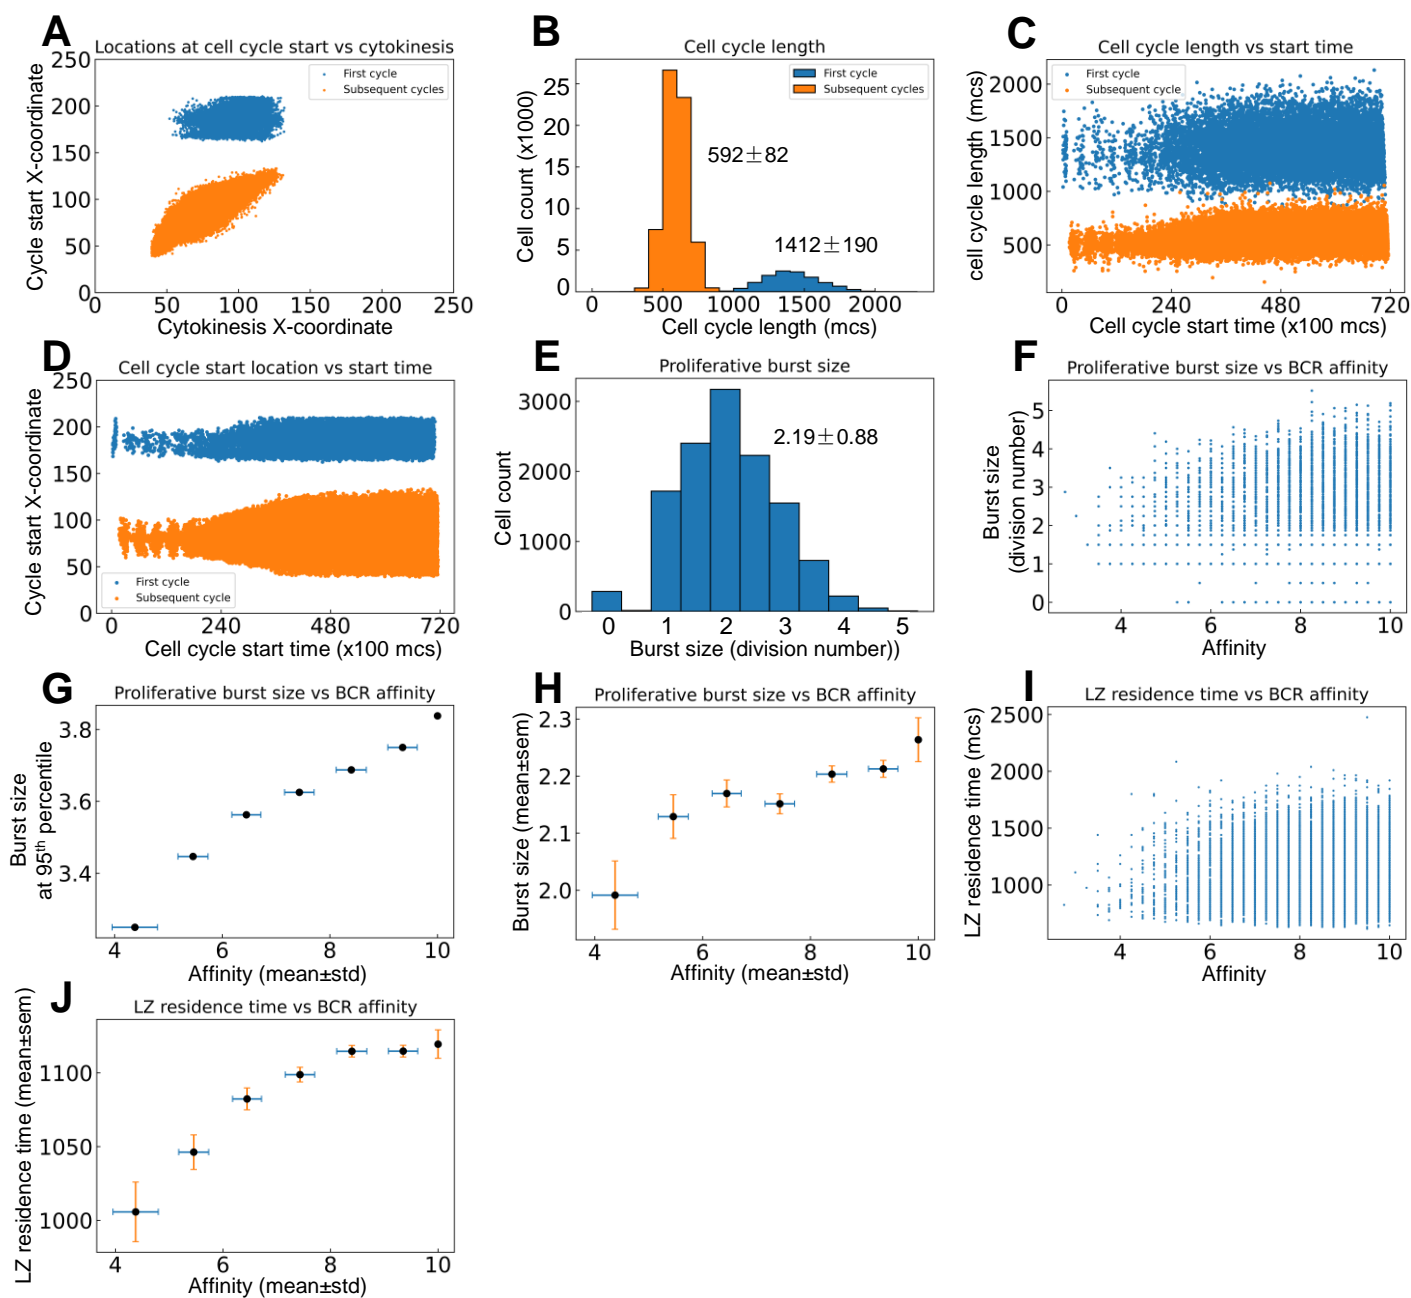 A
Locations at cell cycle start vs cytokinesis
Cycle start X-coordinate
250
200
150
100
50
0
First cycle
Subsequent cycles
0 50 100 150 200 250
Cytokinesis X-coordinate
B
Cell cycle length
Cell count (x1000)
25
20
15
10
5
0
First cycle
Subsequent cycles
592±82
1412±190
0 500 1000 1500 2000
Cell cycle length (mcs)
C
Cell cycle length vs start time
cell cycle length (mcs)
2000
1500
1000
500
First cycle
Subsequent cycle
0 240 480 720
Cell cycle start time (x100 mcs)
D
Cell cycle start location vs start time
Cycle start X-coordinate
250
200
150
100
50
0
First cycle
Subsequent cycle
0 240 480 720
Cell cycle start time (x100 mcs)
E
Proliferative burst size
Cell count
3000
2000
1000
0
2.19±0.88
0 1 2 3 4 5
Burst size (division number))
F
Proliferative burst size vs BCR affinity
Burst size
(division number)
5
4
3
2
1
0
4 6 8 10
Affinity
G
Proliferative burst size vs BCR affinity
Burst size
at 95th percentile
3.8
3.6
3.4
4 6 8 10
Affinity (mean±std)
H
Proliferative burst size vs BCR affinity
Burst size (mean±sem)
2.3
2.2
2.1
2.0
4 6 8 10
Affinity (mean±std)
I
LZ residence time vs BCR affinity
LZ residence time (mcs)
2500
2000
1500
1000
4 6 8 10
Affinity
J
LZ residence time vs BCR affinity
LZ residence time (mean±sem)
1100
1050
1000
4 6 8 10
Affinity (mean±std)